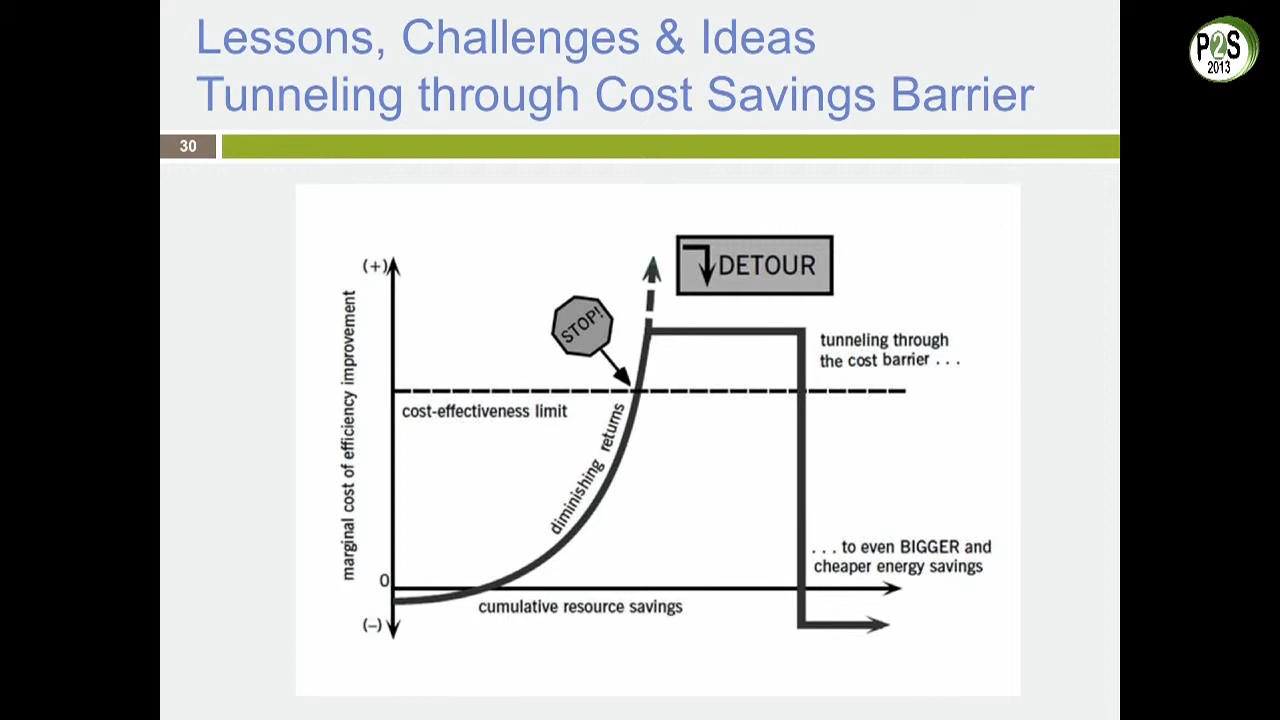 Lessons, Challenges & Ideas
Tunneling through Cost Savings Barrier
P2S
2013
30
(+)
DETOUR
STOP!
tunneling through
the cost barrier . . .
marginal cost of efficiency improvement
cost-effectiveness limit
diminishing returns
. . . to even BIGGER and
cheaper energy savings
0
cumulative resource savings
(–)